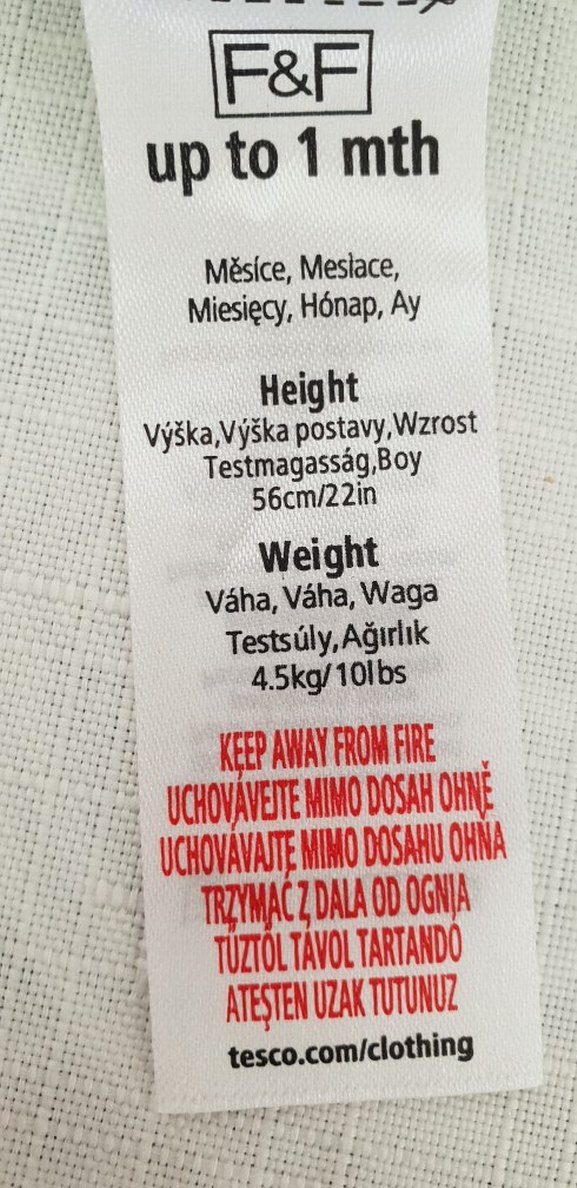 F&F
up to 1 mth
Měsíce, Mesiace,
Miesięcy, Hónap, Ay
Height
Výška,Výška postavy,Wzrost
Testmagasság,Boy
56cm/22in
Weight
Váha, Váha, Waga
Testsúly,Ağırlık
4.5kg/10lbs
KEEP AWAY FROM FIRE
UCHOVÁVEJTE MIMO DOSAH OHNĚ
UCHOVÁVAJTE MIMO DOSAHU OHŇA
TRZYMAĆ Z DALA OD OGNIA
TŰZTŐL TÁVOL TARTANDÓ
ATEŞTEN UZAK TUTUNUZ
tesco.com/clothing